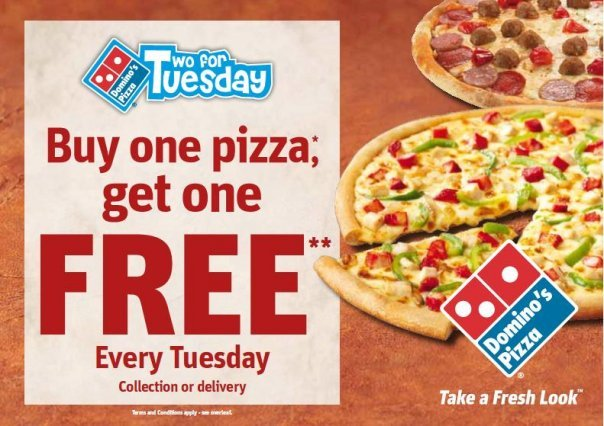 Domino's
Pizza
Two for
Tuesday
Buy one pizza,*
get one
FREE**
Every Tuesday
Collection or delivery
Terms and Conditions apply - see overleaf.
Domino's
Pizza
®
Take a Fresh Look™